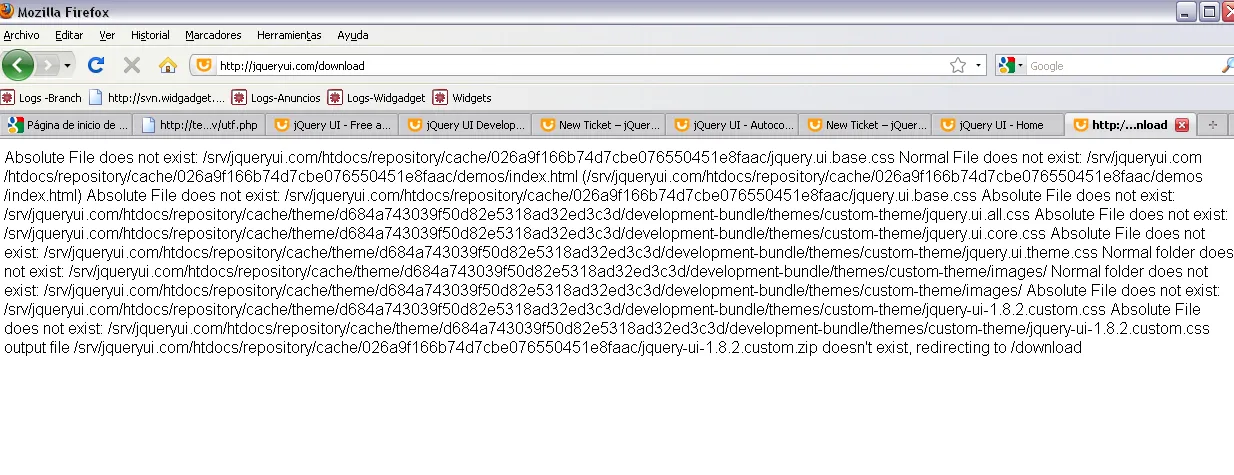 Mozilla Firefox
Archivo Editar Ver Historial Marcadores Herramientas Ayuda
http://jqueryui.com/download Google
Logs -Branch http://svn.widgadget.... Logs-Anuncios Logs-Widgadget Widgets
Página de inicio de ... http://te...v/utf.php jQuery UI - Free a... jQuery UI Develop... New Ticket – jQuer... jQuery UI - Autoco... New Ticket – jQuer... jQuery UI - Home http:/...nload
Absolute File does not exist: /srv/jqueryui.com/htdocs/repository/cache/026a9f166b74d7cbe076550451e8faac/jquery.ui.base.css Normal File does not exist: /srv/jqueryui.com
/htdocs/repository/cache/026a9f166b74d7cbe076550451e8faac/demos/index.html (/srv/jqueryui.com/htdocs/repository/cache/026a9f166b74d7cbe076550451e8faac/demos
/index.html) Absolute File does not exist: /srv/jqueryui.com/htdocs/repository/cache/026a9f166b74d7cbe076550451e8faac/jquery.ui.base.css Absolute File does not exist:
/srv/jqueryui.com/htdocs/repository/cache/theme/d684a743039f50d82e5318ad32ed3c3d/development-bundle/themes/custom-theme/jquery.ui.all.css Absolute File does not exist:
/srv/jqueryui.com/htdocs/repository/cache/theme/d684a743039f50d82e5318ad32ed3c3d/development-bundle/themes/custom-theme/jquery.ui.core.css Absolute File does not
exist: /srv/jqueryui.com/htdocs/repository/cache/theme/d684a743039f50d82e5318ad32ed3c3d/development-bundle/themes/custom-theme/jquery.ui.theme.css Normal folder does
not exist: /srv/jqueryui.com/htdocs/repository/cache/theme/d684a743039f50d82e5318ad32ed3c3d/development-bundle/themes/custom-theme/images/ Normal folder does not
exist: /srv/jqueryui.com/htdocs/repository/cache/theme/d684a743039f50d82e5318ad32ed3c3d/development-bundle/themes/custom-theme/images/ Absolute File does not exist:
/srv/jqueryui.com/htdocs/repository/cache/theme/d684a743039f50d82e5318ad32ed3c3d/development-bundle/themes/custom-theme/jquery-ui-1.8.2.custom.css Absolute File
does not exist: /srv/jqueryui.com/htdocs/repository/cache/theme/d684a743039f50d82e5318ad32ed3c3d/development-bundle/themes/custom-theme/jquery-ui-1.8.2.custom.css
output file /srv/jqueryui.com/htdocs/repository/cache/026a9f166b74d7cbe076550451e8faac/jquery-ui-1.8.2.custom.zip doesn't exist, redirecting to /download